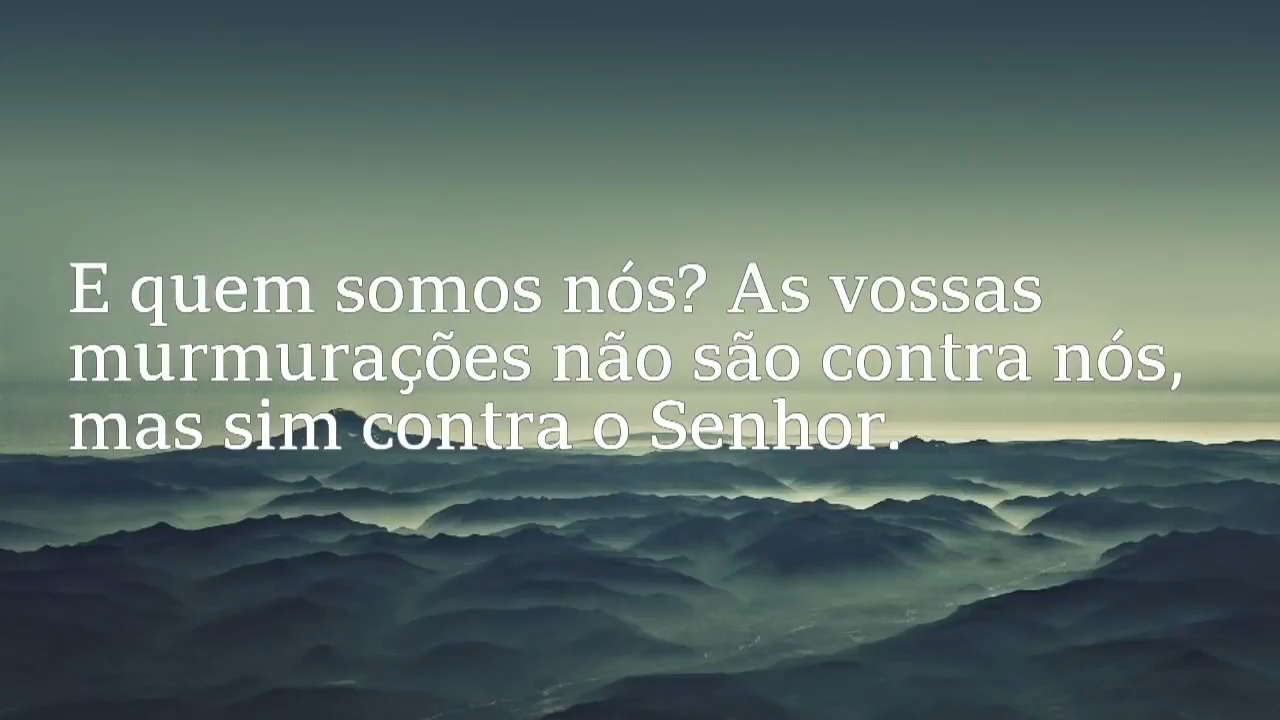 E quem somos nós? As vossas
murmurações não são contra nós,
mas sim contra o Senhor.